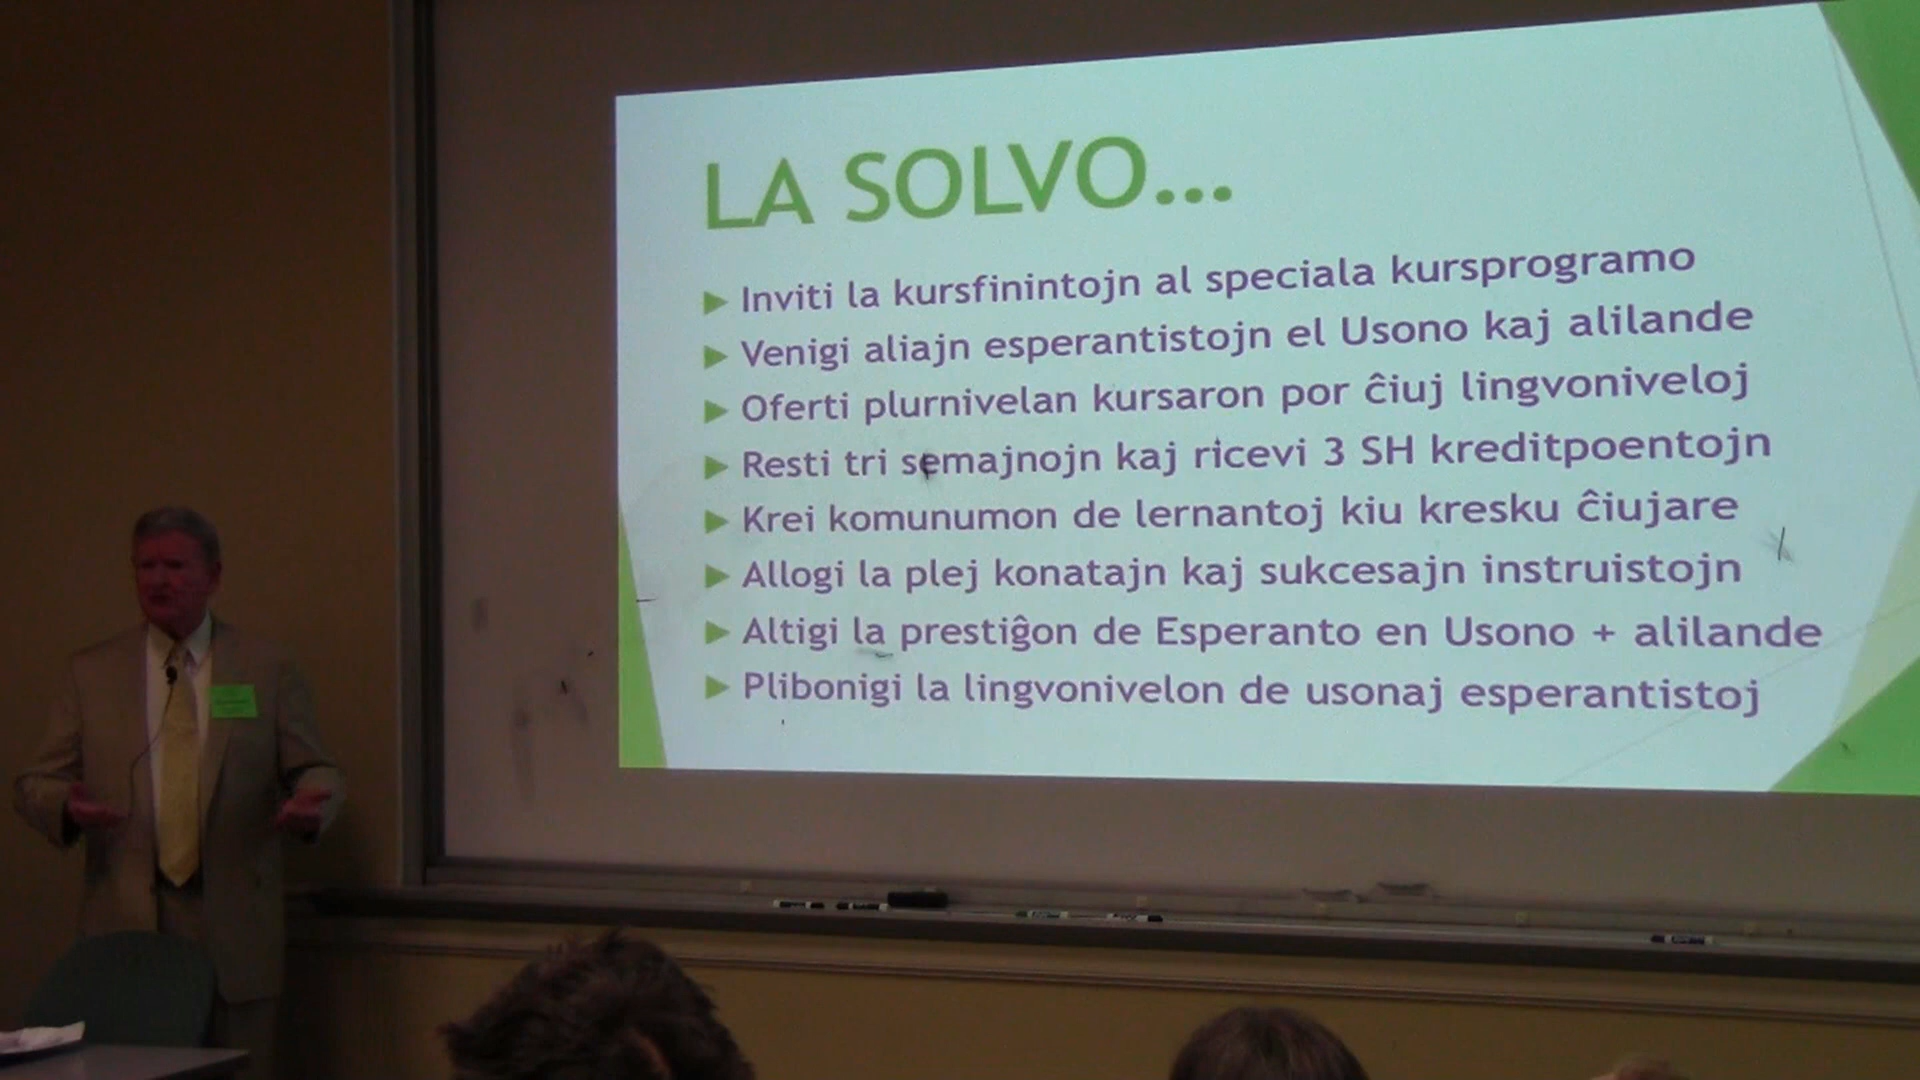 LA SOLVO...
Inviti la kursfinintojn al speciala kursprogramo
Venigi aliajn esperantistojn el Usono kaj alilande
Oferti plurnivelan kursaron por ĉiuj lingvoniveloj
Resti tri semajnojn kaj ricevi 3 SH kreditpoentojn
Krei komunumon de lernantoj kiu kresku ĉiujare
Allogi la plej konatajn kaj sukcesajn instruistojn
Altigi la prestiĝon de Esperanto en Usono + alilande
Plibonigi la lingvonivelon de usonaj esperantistoj